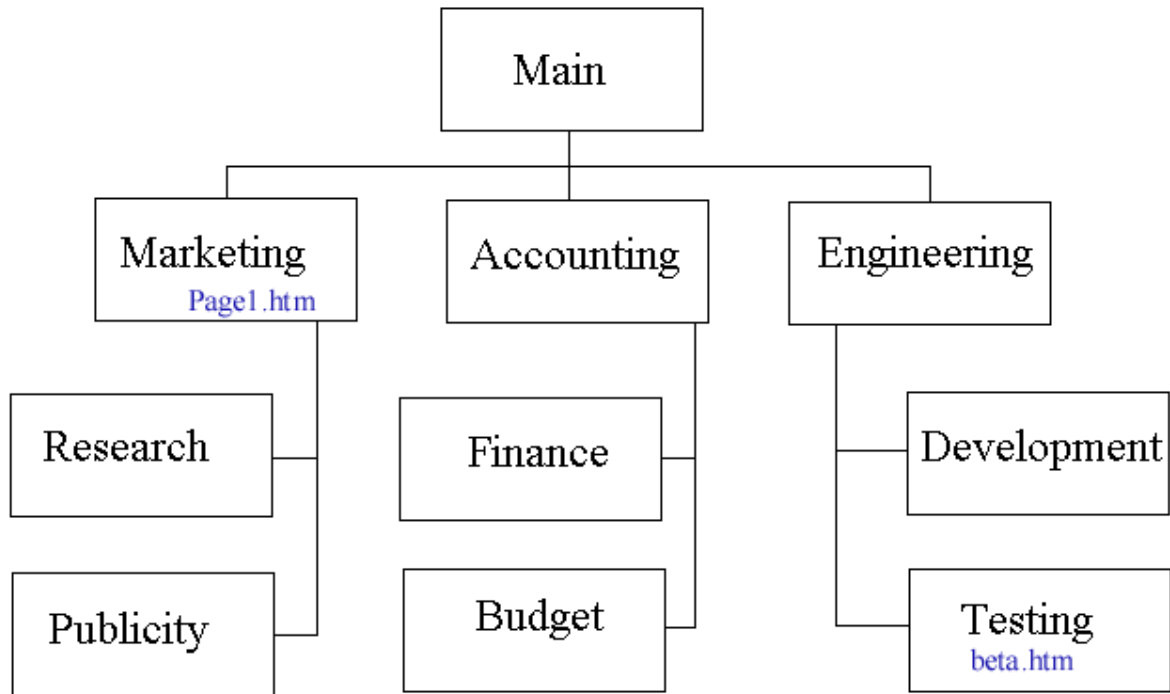 Main
Marketing
Page1.htm
Accounting
Engineering
Research
Finance
Development
Publicity
Budget
Testing
beta.htm